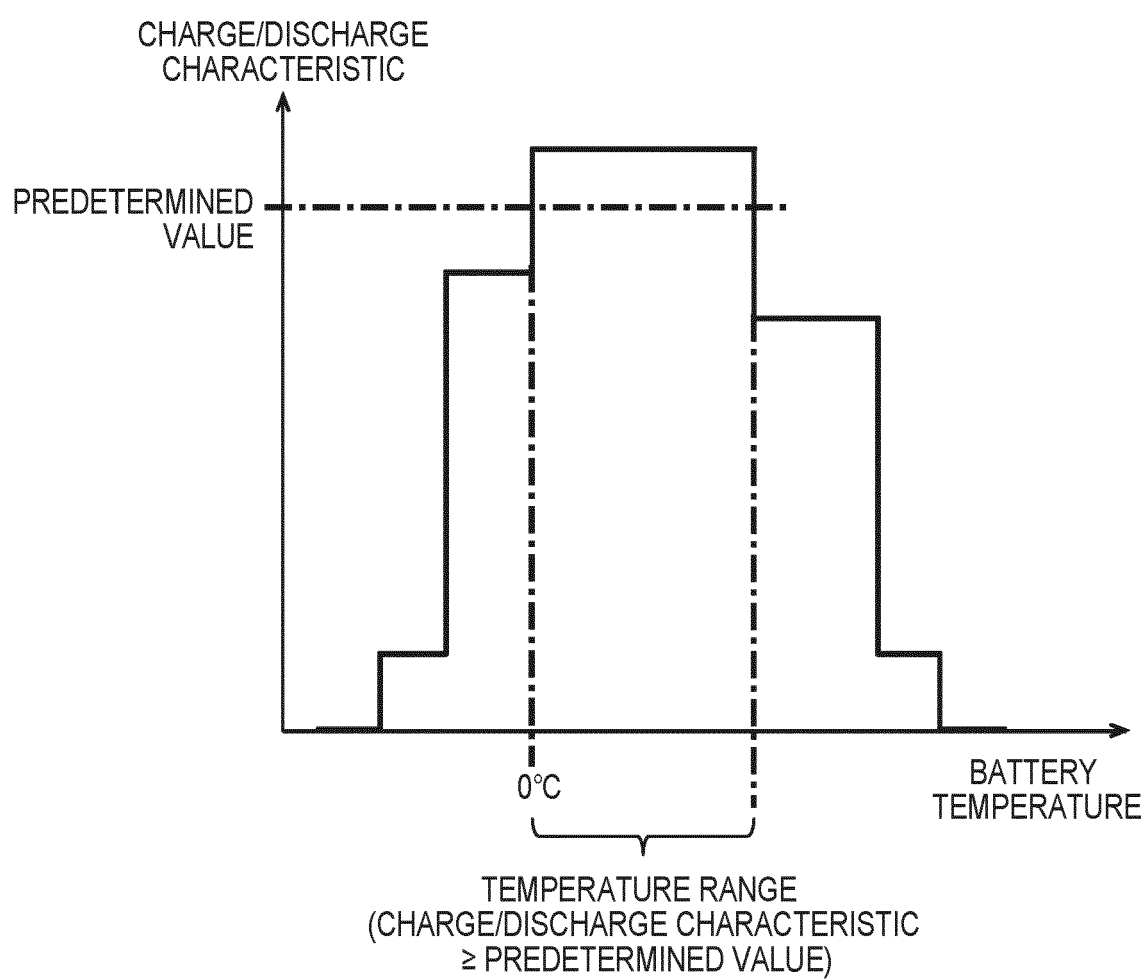 CHARGE/DISCHARGE
CHARACTERISTIC
PREDETERMINED
VALUE
0°C
BATTERY
TEMPERATURE
TEMPERATURE RANGE
(CHARGE/DISCHARGE CHARACTERISTIC
≥ PREDETERMINED VALUE)